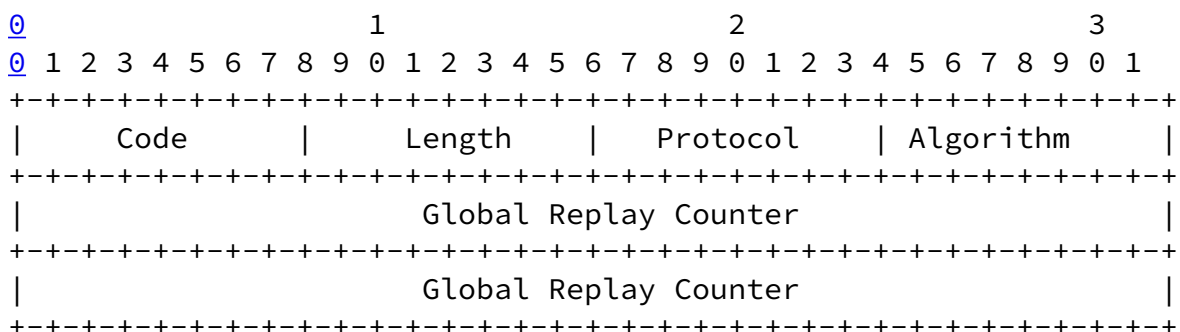 0                   1                   2                   3
0 1 2 3 4 5 6 7 8 9 0 1 2 3 4 5 6 7 8 9 0 1 2 3 4 5 6 7 8 9 0 1
+-+-+-+-+-+-+-+-+-+-+-+-+-+-+-+-+-+-+-+-+-+-+-+-+-+-+-+-+-+-+-+-+
|     Code      |     Length    |   Protocol    | Algorithm     |
+-+-+-+-+-+-+-+-+-+-+-+-+-+-+-+-+-+-+-+-+-+-+-+-+-+-+-+-+-+-+-+-+
|                      Global Replay Counter                    |
+-+-+-+-+-+-+-+-+-+-+-+-+-+-+-+-+-+-+-+-+-+-+-+-+-+-+-+-+-+-+-+-+
|                      Global Replay Counter                    |
+-+-+-+-+-+-+-+-+-+-+-+-+-+-+-+-+-+-+-+-+-+-+-+-+-+-+-+-+-+-+-+-+